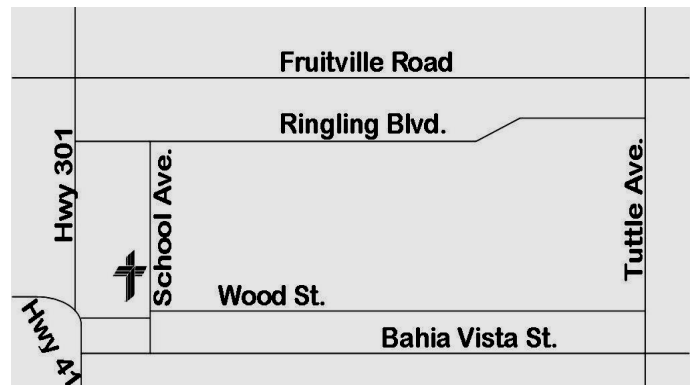 Fruitville Road
Ringling Blvd.
Hwy 301
School Ave.
Tuttle Ave.
Wood St.
Hwy 41
Bahia Vista St.